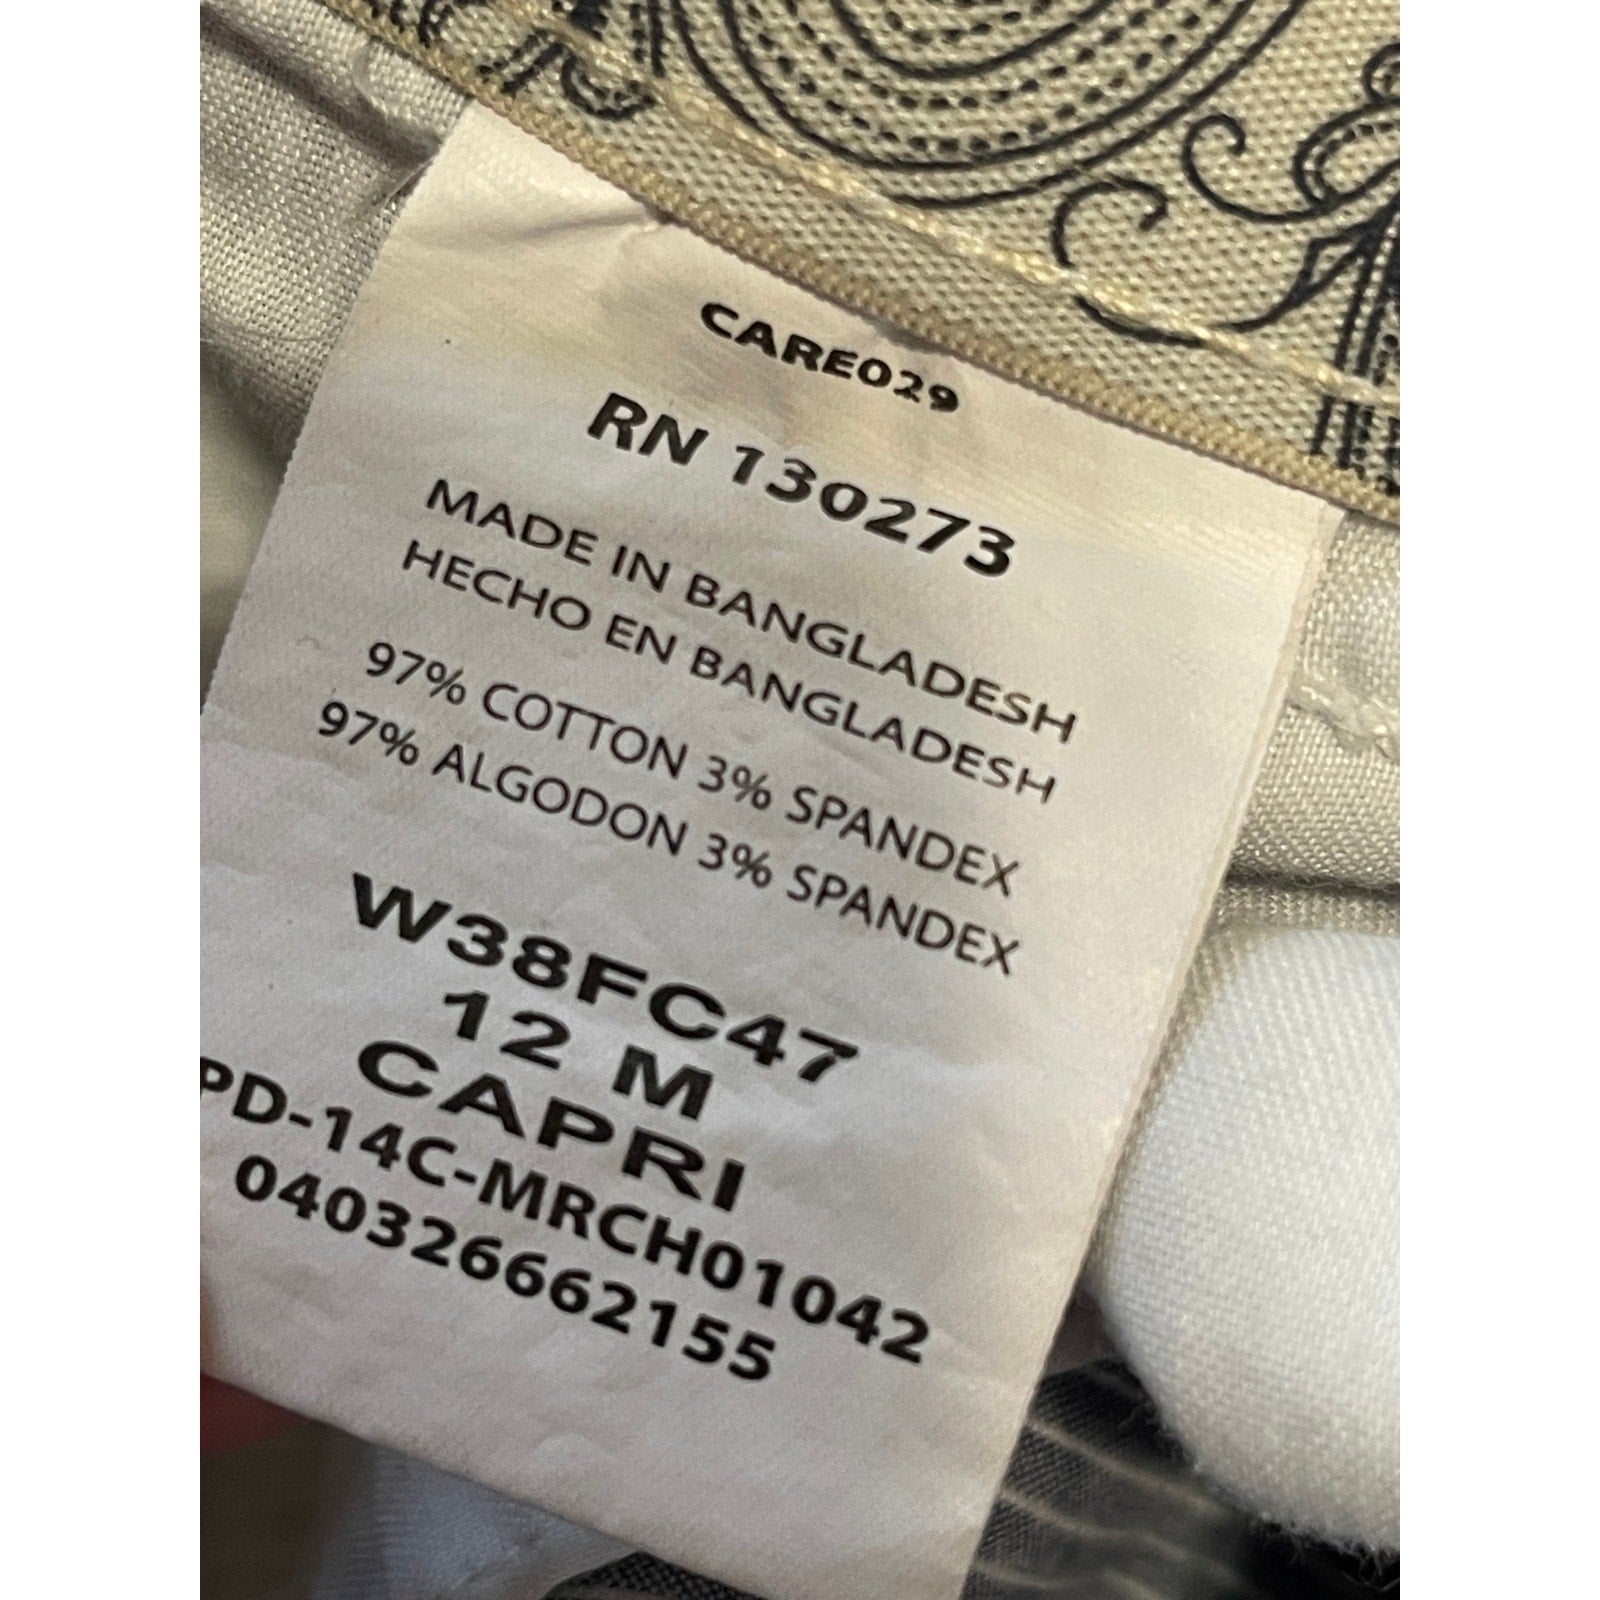 CARE029
RN 130273
MADE IN BANGLADESH
HECHO EN BANGLADESH
97% COTTON 3% SPANDEX
97% ALGODON 3% SPANDEX
W38FC47
12 M
CAPRI
PD-14C-MRCH01042
040326662155